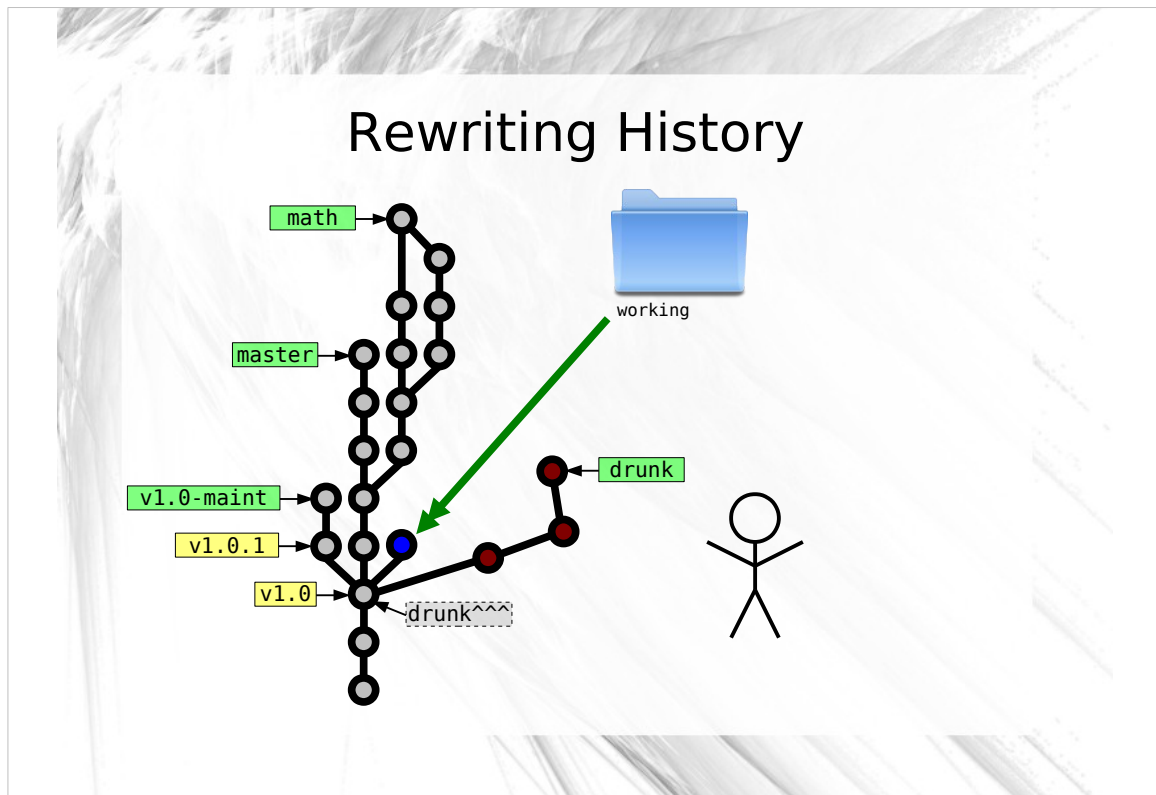 Rewriting History
math
working
master
drunk
v1.0-maint
v1.0.1
v1.0
drunk^^^